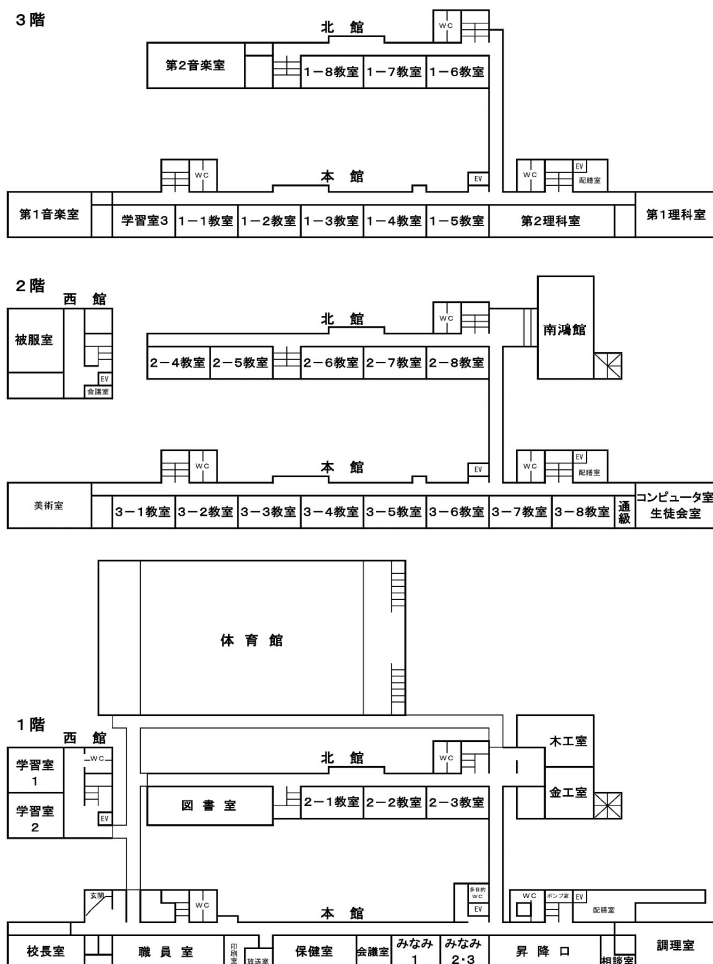 3階
北 館
WC
第2音楽室
1-8教室
1-7教室
1-6教室
本 館
WC
EV
WC
EV
配膳室
第1音楽室
学習室3
1-1教室
1-2教室
1-3教室
1-4教室
1-5教室
第2理科室
第1理科室
2階
西 館
被服室
EV
会議室
北 館
WC
南鴻館
2-4教室
2-5教室
2-6教室
2-7教室
2-8教室
本 館
WC
EV
WC
EV
配膳室
美術室
3-1教室
3-2教室
3-3教室
3-4教室
3-5教室
3-6教室
3-7教室
3-8教室
通級
コンピュータ室
生徒会室
体 育 館
1階
西 館
WC
学習室
1
学習室
2
EV
北 館
WC
木工室
金工室
図 書 室
2-1教室
2-2教室
2-3教室
玄関
WC
本 館
多目的
WC
EV
WC
ポンプ室
EV
配膳室
校長室
職 員 室
印刷室
放送室
保健室
会議室
みなみ
1
みなみ
2・3
昇 降 口
相談室
調理室